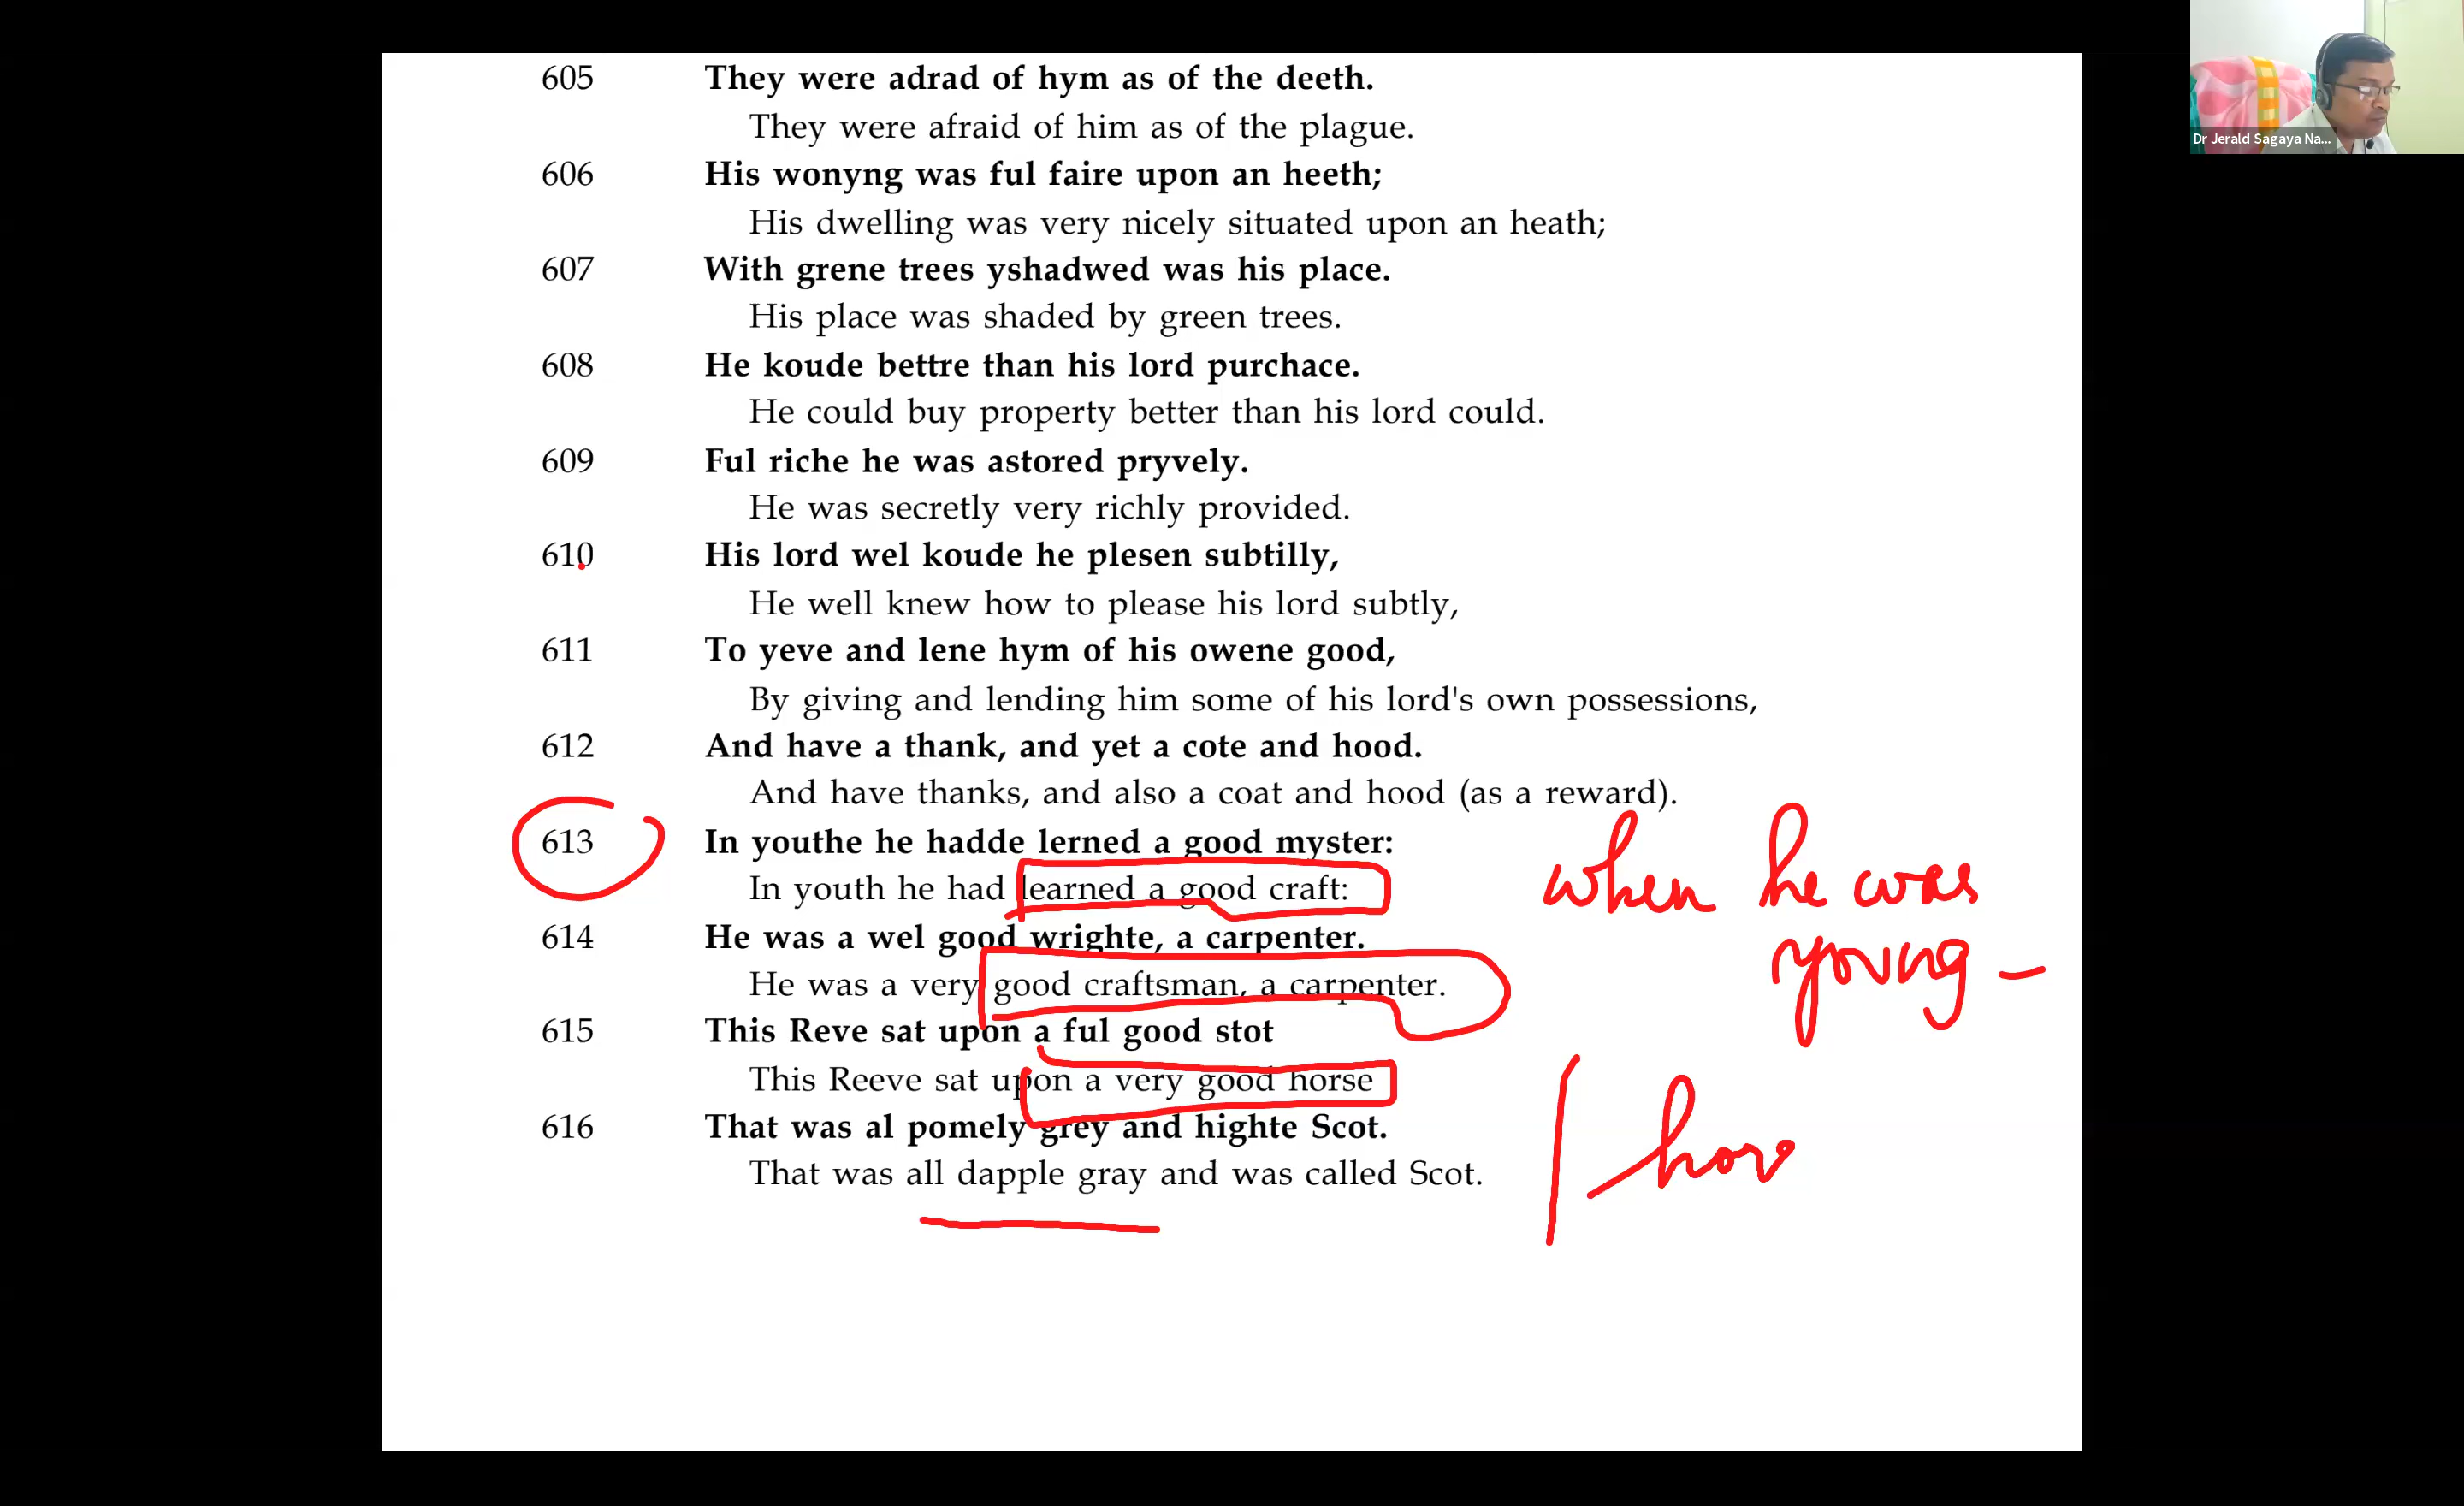 605 They were adrad of hym as of the deeth.
They were afraid of him as of the plague.
606 His wonyng was ful faire upon an heeth;
His dwelling was very nicely situated upon an heath;
607 With grene trees yshadwed was his place.
His place was shaded by green trees.
608 He koude bettre than his lord purchace.
He could buy property better than his lord could.
609 Ful riche he was astored pryvely.
He was secretly very richly provided.
610 His lord wel koude he plesen subtilly,
He well knew how to please his lord subtly,
611 To yeve and lene hym of his owene good,
By giving and lending him some of his lord's own possessions,
612 And have a thank, and yet a cote and hood.
And have thanks, and also a coat and hood (as a reward).
613 In youthe he hadde lerned a good myster:
In youth he had learned a good craft:
614 He was a wel good wrighte, a carpenter.
He was a very good craftsman, a carpenter.
615 This Reve sat upon a ful good stot
This Reeve sat upon a very good horse
616 That was al pomely grey and highte Scot.
That was all dapple gray and was called Scot.
when he was
young -
hor
Dr Jerald Sagaya Na...